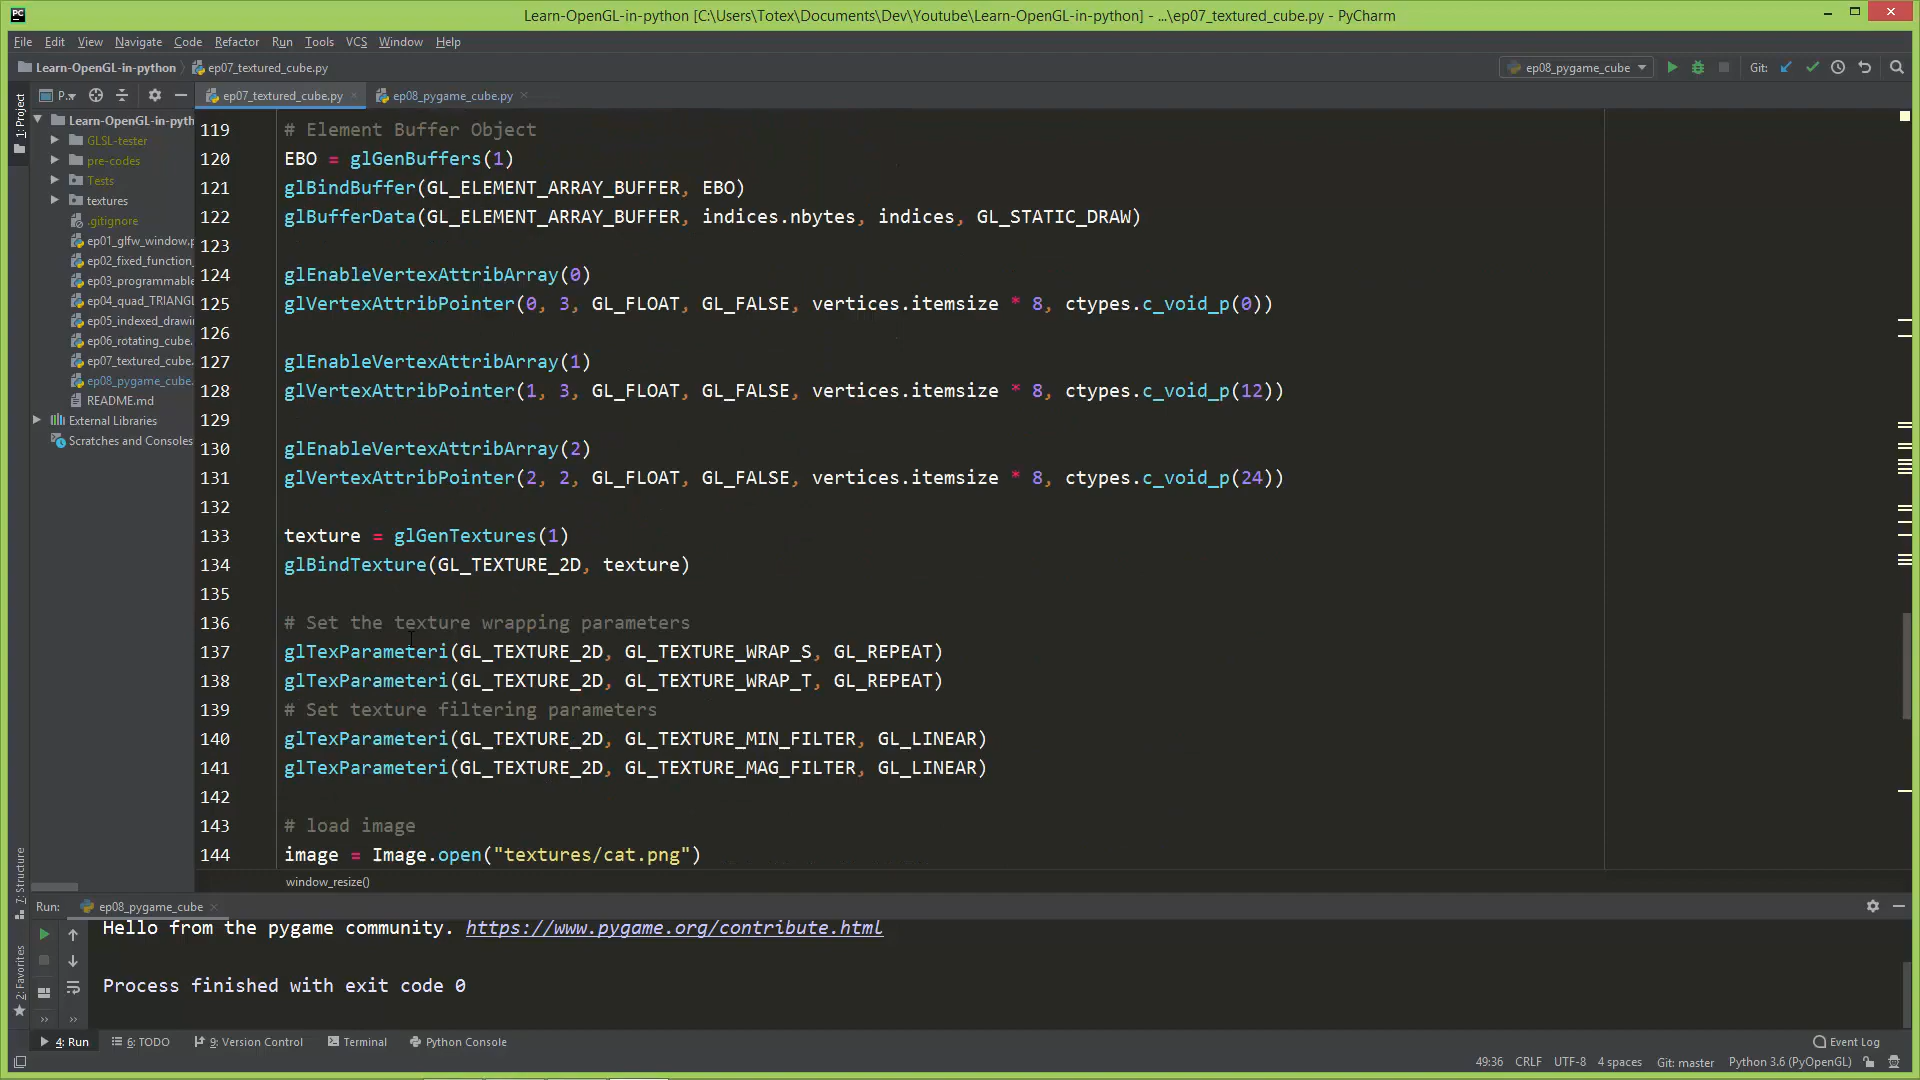 PC
Learn-OpenGL-in-python [C:\Users\Totex\Documents\Dev\Youtube\Learn-OpenGL-in-python] - ...\ep07_textured_cube.py - PyCharm
File Edit View Navigate Code Refactor Run Tools VCS Window Help
Learn-OpenGL-in-python ep07_textured_cube.py ep08_pygame_cube Git:
P.. ep07_textured_cube.py ep08_pygame_cube.py
1: Project
Learn-OpenGL-in-pyth
GLSL-tester
pre-codes
Tests
textures
.gitignore
ep01_glfw_window.p
ep02_fixed_function_
ep03_programmable
ep04_quad_TRIANGL
ep05_indexed_drawi
ep06_rotating_cube.
ep07_textured_cube.
ep08_pygame_cube.
README.md
External Libraries
Scratches and Consoles
7: Structure
2: Favorites
119 # Element Buffer Object
120 EBO = glGenBuffers(1)
121 glBindBuffer(GL_ELEMENT_ARRAY_BUFFER, EBO)
122 glBufferData(GL_ELEMENT_ARRAY_BUFFER, indices.nbytes, indices, GL_STATIC_DRAW)
123
124 glEnableVertexAttribArray(0)
125 glVertexAttribPointer(0, 3, GL_FLOAT, GL_FALSE, vertices.itemsize * 8, ctypes.c_void_p(0))
126
127 glEnableVertexAttribArray(1)
128 glVertexAttribPointer(1, 3, GL_FLOAT, GL_FALSE, vertices.itemsize * 8, ctypes.c_void_p(12))
129
130 glEnableVertexAttribArray(2)
131 glVertexAttribPointer(2, 2, GL_FLOAT, GL_FALSE, vertices.itemsize * 8, ctypes.c_void_p(24))
132
133 texture = glGenTextures(1)
134 glBindTexture(GL_TEXTURE_2D, texture)
135
136 # Set the texture wrapping parameters
137 glTexParameteri(GL_TEXTURE_2D, GL_TEXTURE_WRAP_S, GL_REPEAT)
138 glTexParameteri(GL_TEXTURE_2D, GL_TEXTURE_WRAP_T, GL_REPEAT)
139 # Set texture filtering parameters
140 glTexParameteri(GL_TEXTURE_2D, GL_TEXTURE_MIN_FILTER, GL_LINEAR)
141 glTexParameteri(GL_TEXTURE_2D, GL_TEXTURE_MAG_FILTER, GL_LINEAR)
142
143 # load image
144 image = Image.open("textures/cat.png")
window_resize()
Run: ep08_pygame_cube
Hello from the pygame community. https://www.pygame.org/contribute.html
Process finished with exit code 0
4: Run 6: TODO 9: Version Control Terminal Python Console Event Log
49:36 CRLF UTF-8 4 spaces Git: master Python 3.6 (PyOpenGL)